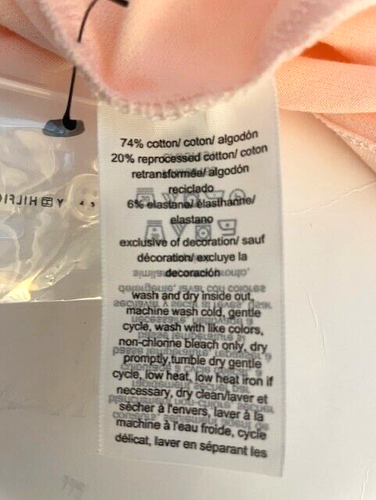 74% cotton/ coton/ algodón
20% reprocessed cotton/ coton
retransformée/ algodón
reciclado
6% elastane/ élasthanne/
elastano
exclusive of decoration/ sauf
décoration/ excluye la
decoración
wash and dry inside out,
machine wash cold, gentle
cycle, wash with like colors,
non-chlorine bleach only, dry
promptly,tumble dry gentle
cycle, low heat, low heat iron if
necessary, dry clean/laver et
sécher à l'envers, laver à la
machine à l'eau froide, cycle
délicat, laver en séparant les
Y HILFIG